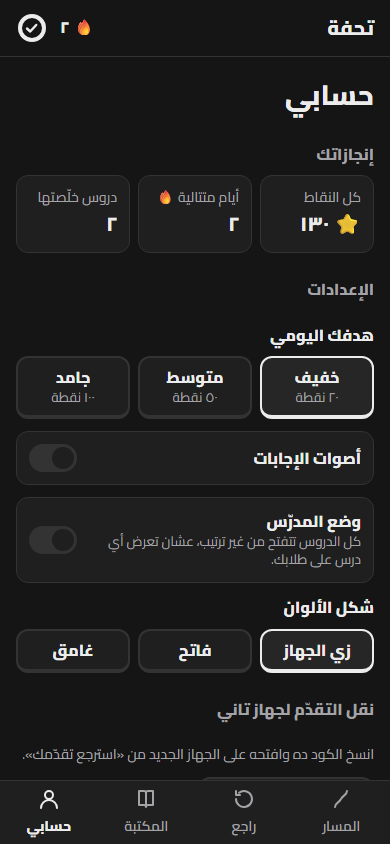 تحفة
٢
حسابي
إنجازاتك
كل النقاط
١٣٠
أيام متتالية
٢
دروس خلّصتها
٢
الإعدادات
هدفك اليومي
خفيف
٢٠ نقطة
متوسط
٥٠ نقطة
جامد
١٠٠ نقطة
أصوات الإجابات
وضع المدرّس
كل الدروس تتفتح من غير ترتيب، عشان تعرض أي
درس على طلابك.
شكل الألوان
زي الجهاز
فاتح
غامق
نقل التقدّم لجهاز تاني
انسخ الكود ده وافتحه على الجهاز الجديد من «استرجع تقدّمك».
المسار
راجع
المكتبة
حسابي